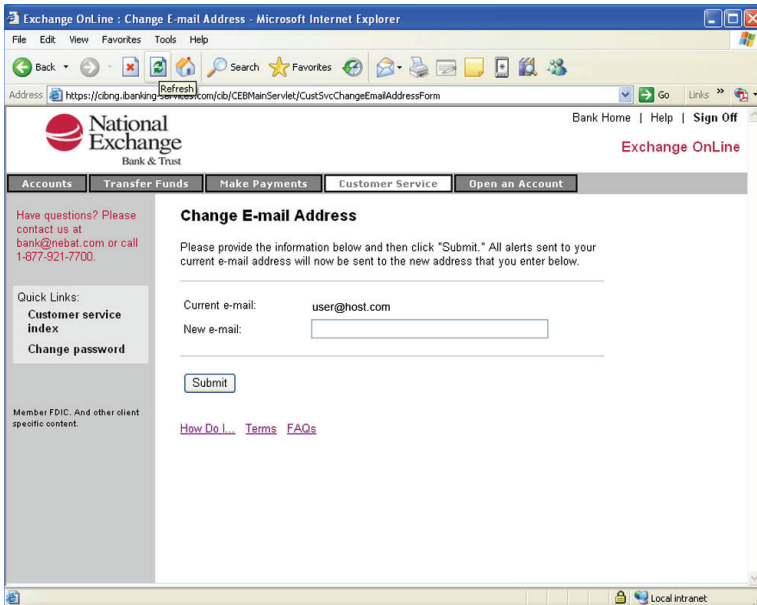 Exchange OnLine : Change E-mail Address - Microsoft Internet Explorer
File Edit View Favorites Tools Help
Back Search Favorites
Refresh
Address https://cibng.ibanking-services.com/cib/CEBMainServlet/CustSvcChangeEmailAddressForm Go Links »
National
Exchange
Bank & Trust
Bank Home | Help | Sign Off
Exchange OnLine
Accounts Transfer Funds Make Payments Customer Service Open an Account
Have questions? Please
contact us at
bank@nebat.com or call
1-877-921-7700.
Quick Links:
Customer service
index
Change password
Member FDIC. And other client
specific content.
Change E-mail Address
Please provide the information below and then click "Submit." All alerts sent to your
current e-mail address will now be sent to the new address that you enter below.
Current e-mail: user@host.com
New e-mail:
Submit
How Do I... Terms FAQs
Local intranet